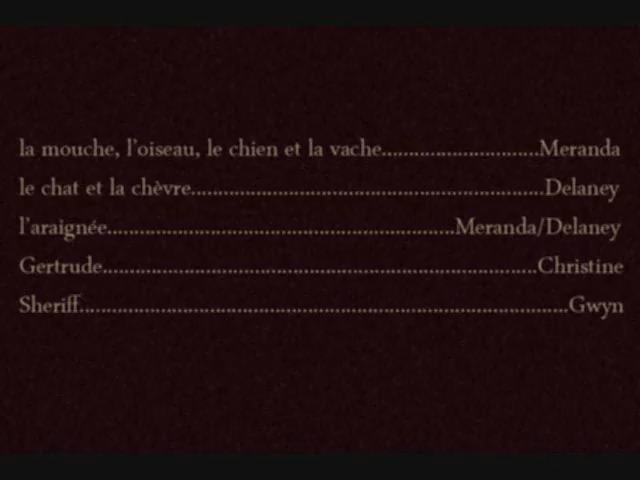 la mouche, l'oiseau, le chien et la vache..............................Meranda
le chat et la chèvre....................................................................Delaney
l'araignée...................................................................Meranda/Delaney
Gertrude....................................................................................Christine
Sheriff..............................................................................................Gwyn